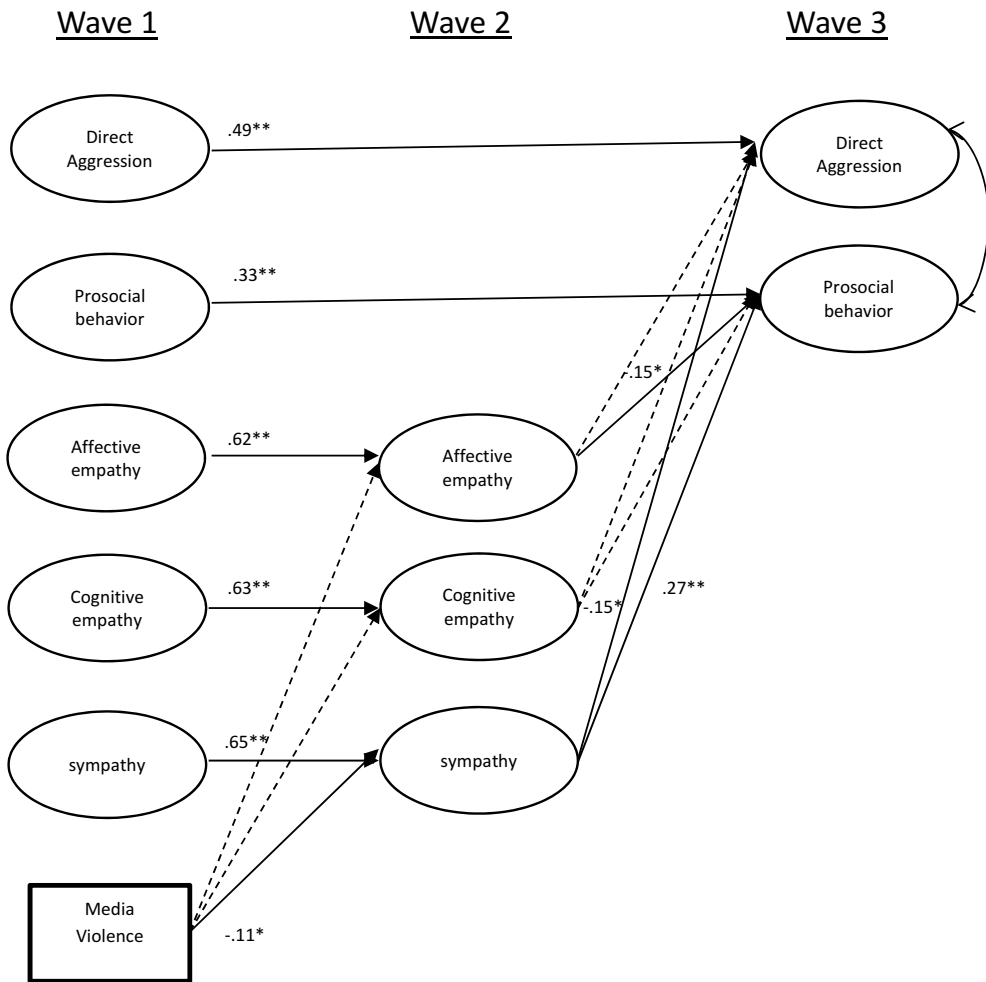 Wave 1
Wave 2
Wave 3
Direct
Aggression
.49**
Direct
Aggression
Prosocial
behavior
.33**
Prosocial
behavior
-.15*
Affective
empathy
.62**
Affective
empathy
Cognitive
empathy
.63**
Cognitive
empathy
-.15*
.27**
sympathy
.65**
sympathy
Media
Violence
-.11*